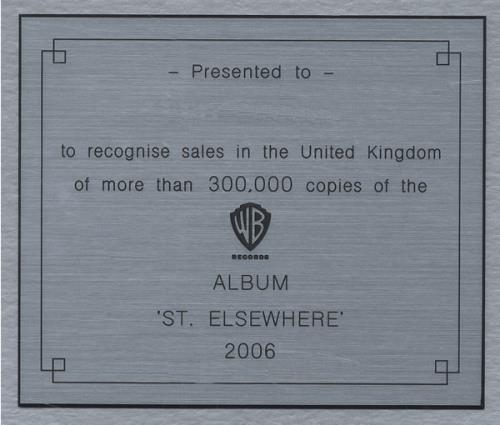 – Presented to –
to recognise sales in the United Kingdom
of more than 300,000 copies of the
WB
RECORDS
ALBUM
'ST. ELSEWHERE'
2006